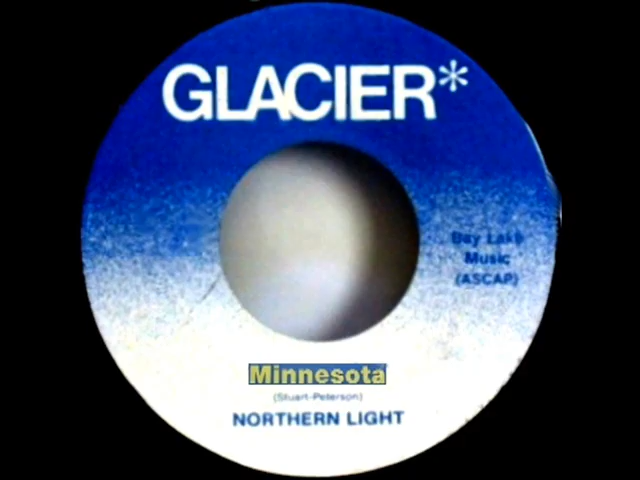 GLACIER*
Bay Lake
Music
(ASCAP)
Minnesota
(Stuart-Peterson)
NORTHERN LIGHT